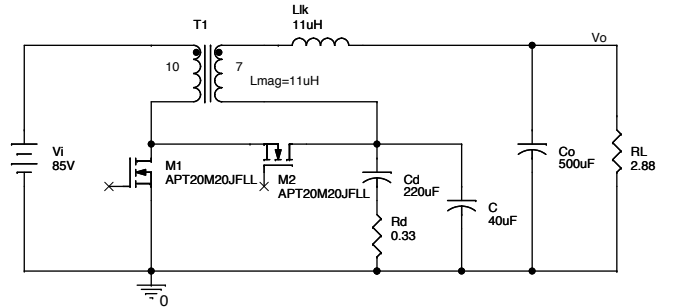 Llk
11uH
T1
Vo
10
7
Lmag=11uH
Vi
85V
M1
APT20M20JFLL
M2
APT20M20JFLL
Cd
220uF
Rd
0.33
C
40uF
Co
500uF
RL
2.88
0